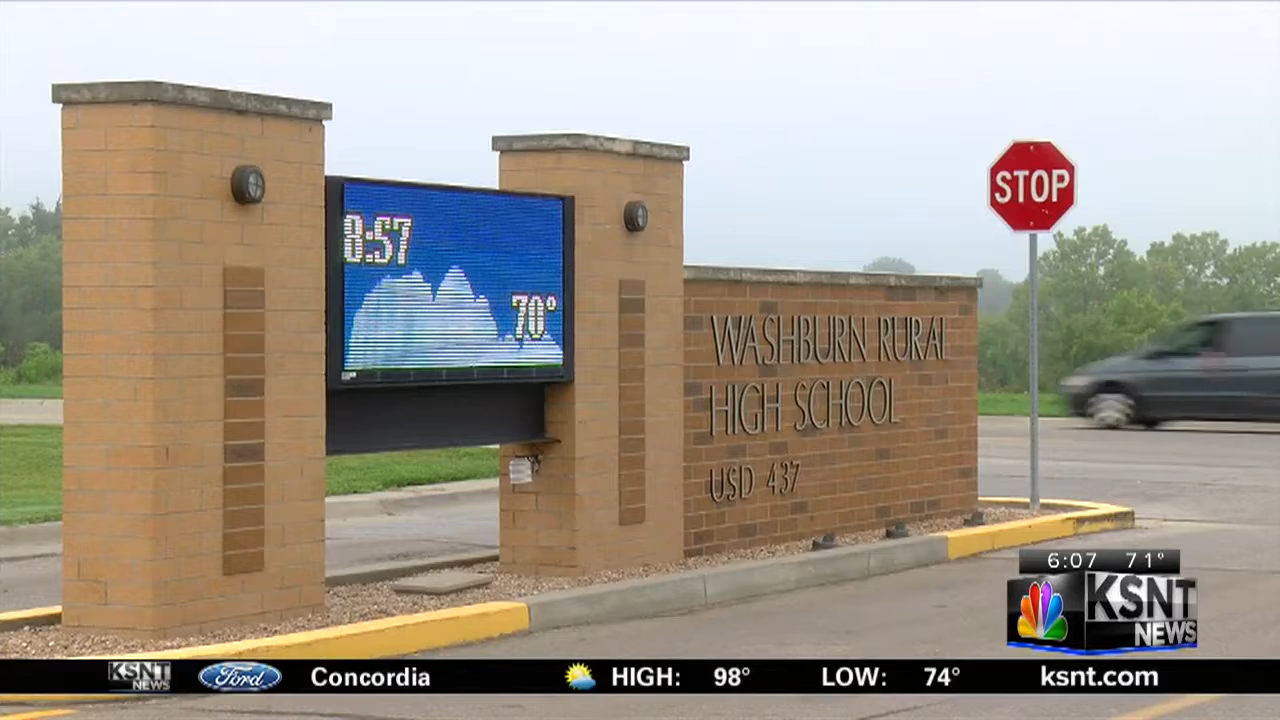 8:57
70°
WASHBURN RURAL
HIGH SCHOOL
USD 437
STOP
6:07 71°
KSNT
NEWS
KSNT
NEWS
Ford
Concordia
HIGH: 98°
LOW: 74°
ksnt.com